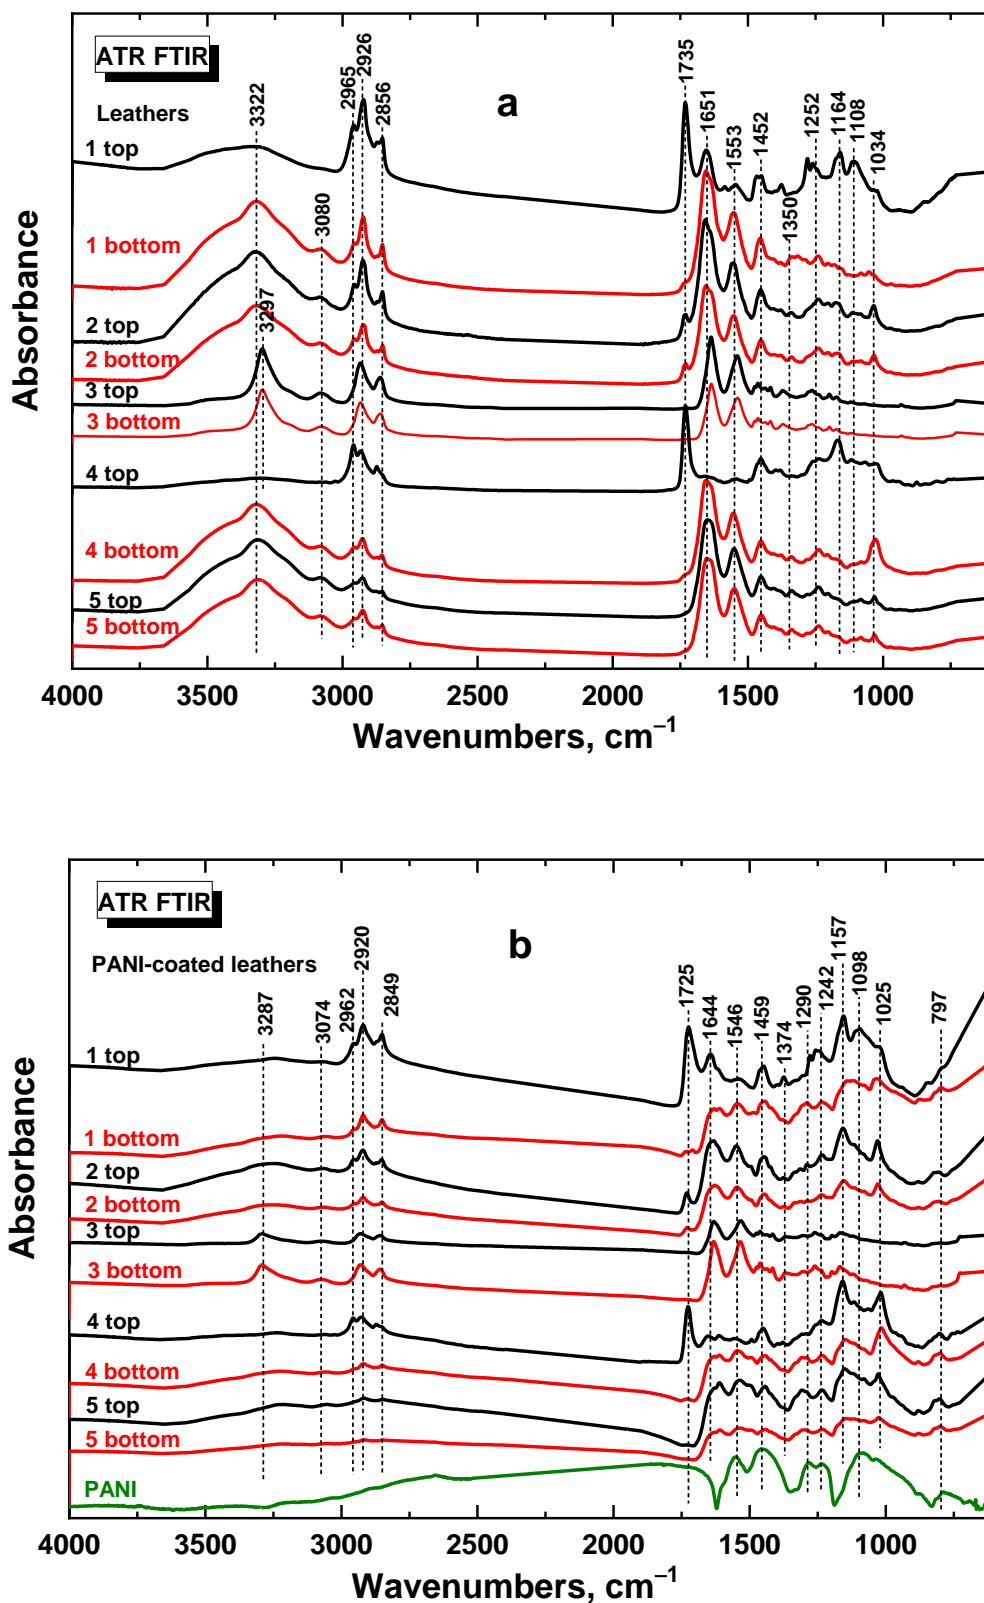 ATR FTIR
a
Leathers
3322
3297
3080
2965
2926
2856
1735
1651
1553
1452
1350
1252
1164
1108
1034
1 top
1 bottom
2 top
2 bottom
3 top
3 bottom
4 top
4 bottom
5 top
5 bottom
Absorbance
4000 3500 3000 2500 2000 1500 1000
Wavenumbers, cm–1
ATR FTIR
b
PANI-coated leathers
3287
3074
2962
2920
2849
1725
1644
1546
1459
1374
1290
1242
1157
1098
1025
797
1 top
1 bottom
2 top
2 bottom
3 top
3 bottom
4 top
4 bottom
5 top
5 bottom
PANI
Absorbance
4000 3500 3000 2500 2000 1500 1000
Wavenumbers, cm–1